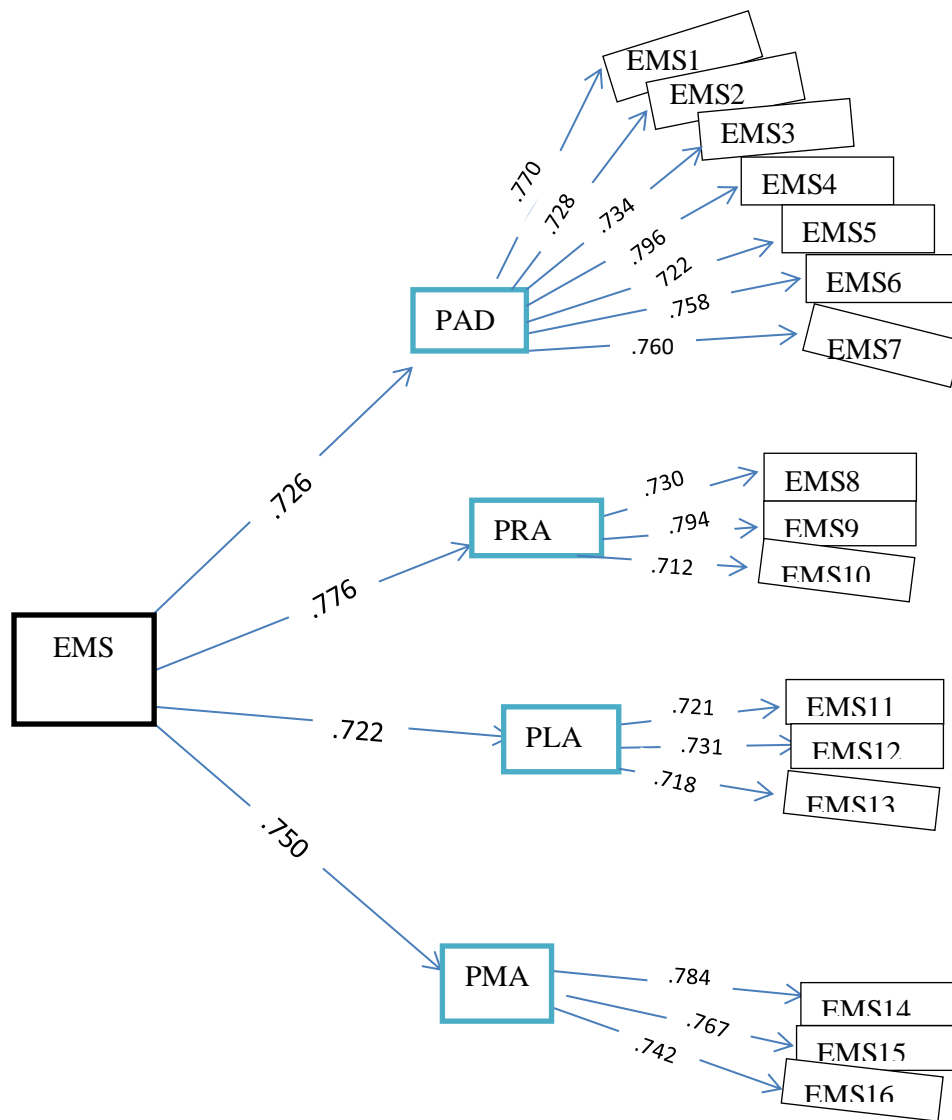 EMS1
EMS2
EMS3
EMS4
EMS5
EMS6
EMS7
.770
.728
.734
.796
722
.758
.760
PAD
.726
EMS8
EMS9
EMS10
.730
.794
.712
PRA
.776
EMS
EMS11
EMS12
EMS13
.721
.731
.718
PLA
.722
.750
PMA
.784
.767
.742
EMS14
EMS15
EMS16